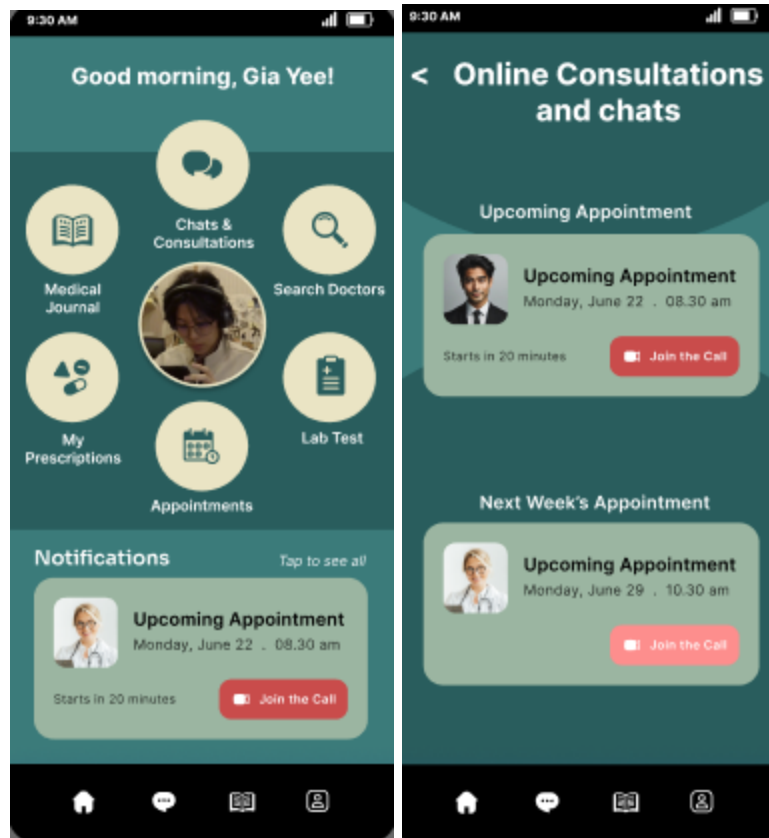 9:30 AM
Good morning, Gia Yee!
Chats &
Consultations
Medical
Journal
Search Doctors
My
Prescriptions
Lab Test
Appointments
Notifications
Tap to see all
Upcoming Appointment
Monday, June 22 . 08.30 am
Starts in 20 minutes
Join the Call
9:30 AM
< Online Consultations
and chats
Upcoming Appointment
Upcoming Appointment
Monday, June 22 . 08.30 am
Starts in 20 minutes
Join the Call
Next Week's Appointment
Upcoming Appointment
Monday, June 29 . 10.30 am
Join the Call